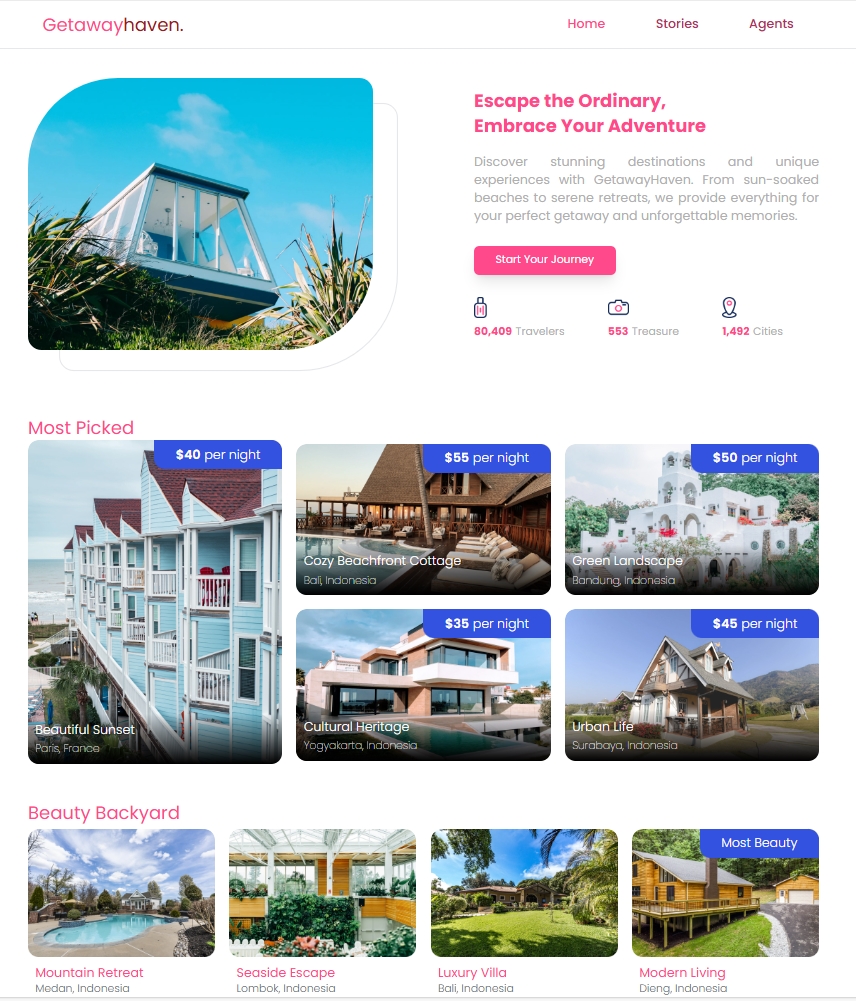 Getawayhaven.
Home Stories Agents
Escape the Ordinary,
Embrace Your Adventure
Discover stunning destinations and unique
experiences with GetawayHaven. From sun-soaked
beaches to serene retreats, we provide everything for
your perfect getaway and unforgettable memories.
Start Your Journey
80,409 Travelers
553 Treasure
1,492 Cities
Most Picked
$40 per night
Beautiful Sunset
Paris, France
$55 per night
Cozy Beachfront Cottage
Bali, Indonesia
$50 per night
Green Landscape
Bandung, Indonesia
$35 per night
Cultural Heritage
Yogyakarta, Indonesia
$45 per night
Urban Life
Surabaya, Indonesia
Beauty Backyard
Mountain Retreat
Medan, Indonesia
Seaside Escape
Lombok, Indonesia
Luxury Villa
Bali, Indonesia
Most Beauty
Modern Living
Dieng, Indonesia